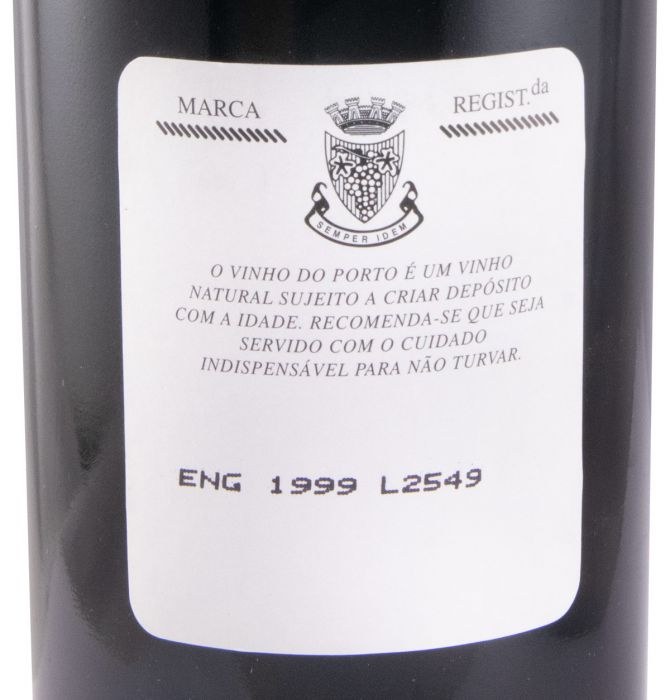 MARCA
REGIST.da
SEMPER IDEM
O VINHO DO PORTO É UM VINHO
NATURAL SUJEITO A CRIAR DEPÓSITO
COM A IDADE. RECOMENDA-SE QUE SEJA
SERVIDO COM O CUIDADO
INDISPENSÁVEL PARA NÃO TURVAR.
ENG 1999 L2549